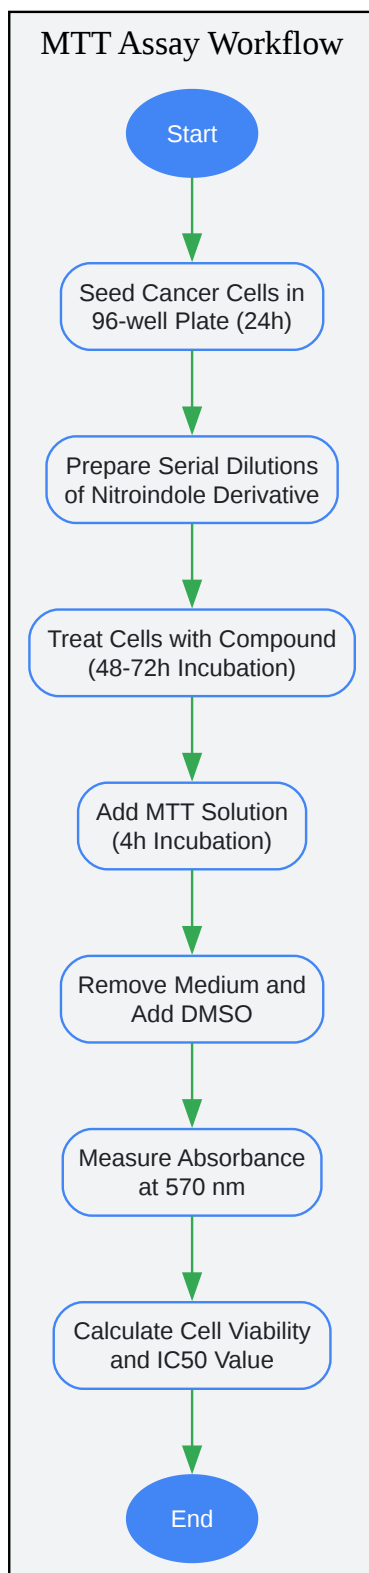 MTT Assay Workflow
Start
Seed Cancer Cells in
96-well Plate (24h)
Prepare Serial Dilutions
of Nitroindole Derivative
Treat Cells with Compound
(48-72h Incubation)
Add MTT Solution
(4h Incubation)
Remove Medium and
Add DMSO
Measure Absorbance
at 570 nm
Calculate Cell Viability
and IC50 Value
End